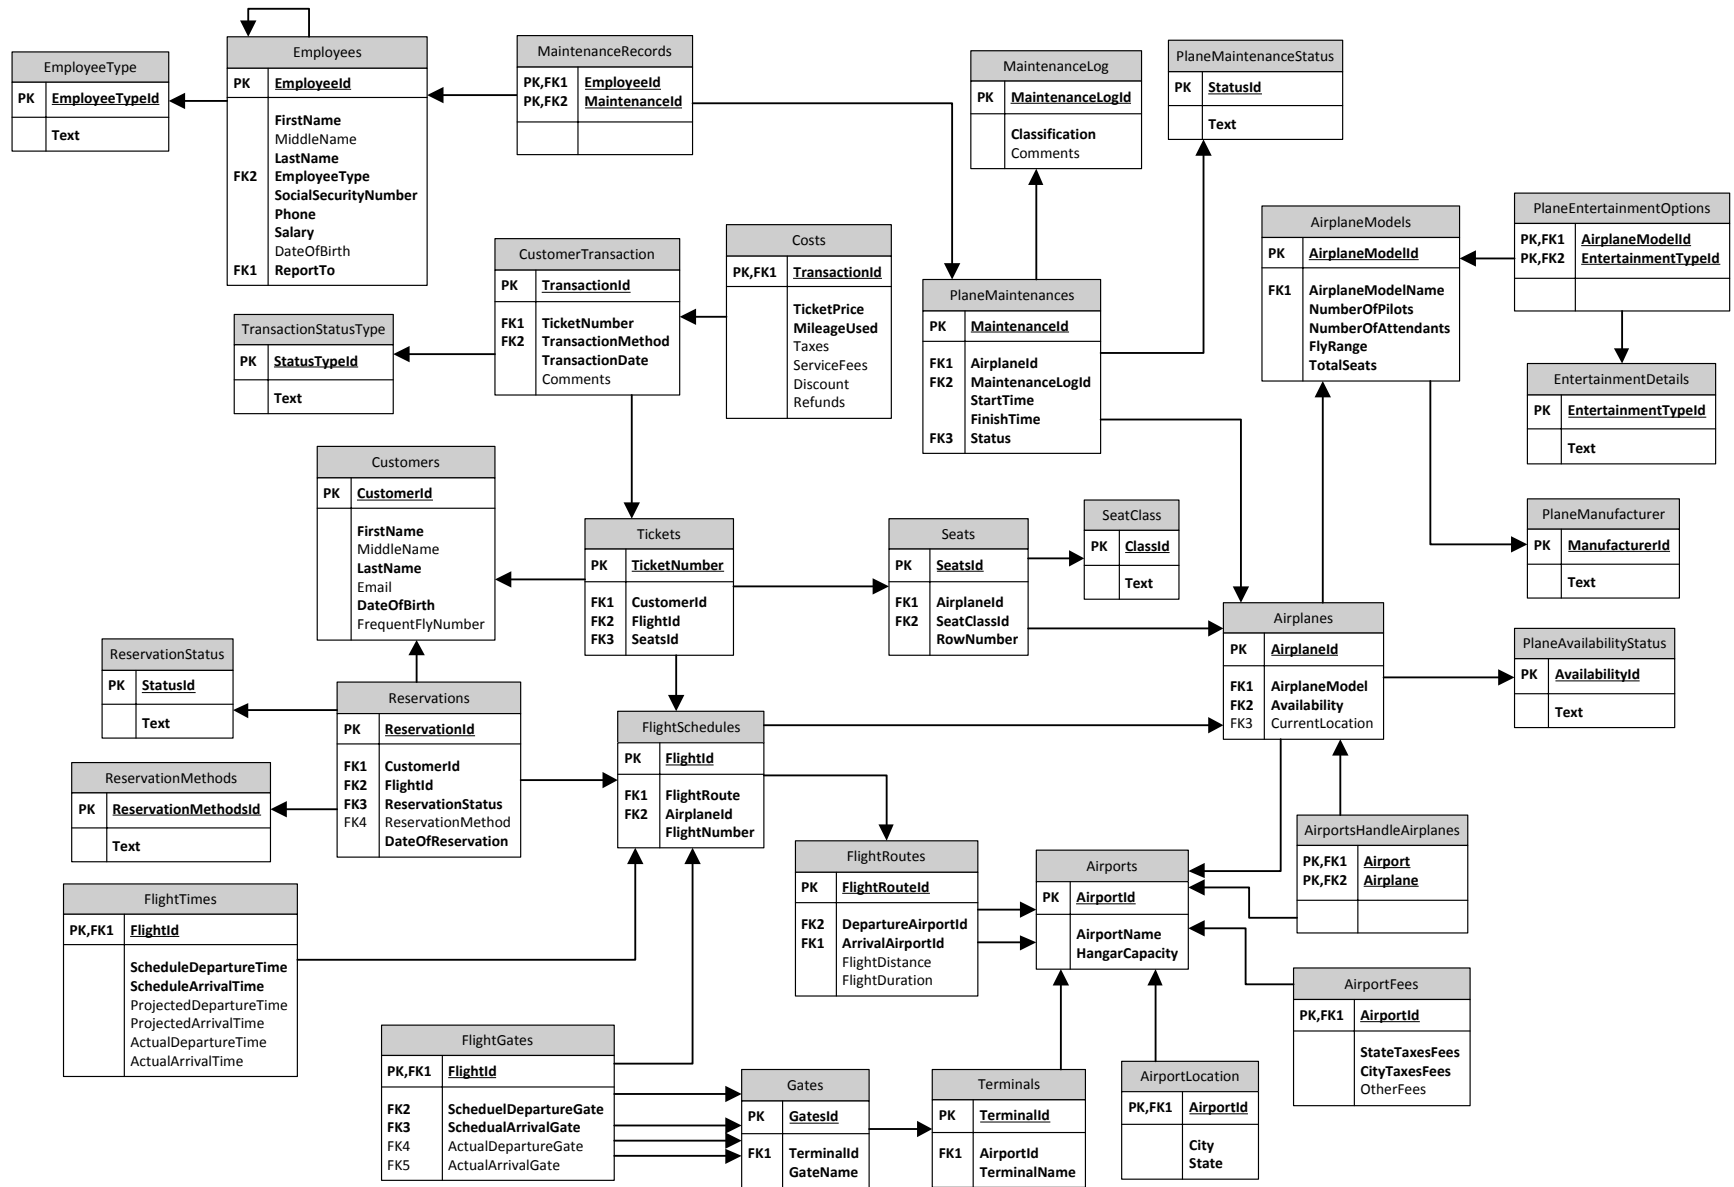 EmployeeType
PK EmployeeTypeId
Text
Employees
PK EmployeeId
FirstName
MiddleName
LastName
FK2 EmployeeType
SocialSecurityNumber
Phone
Salary
DateOfBirth
FK1 ReportTo
MaintenanceRecords
PK,FK1 EmployeeId
PK,FK2 MaintenanceId
MaintenanceLog
PK MaintenanceLogId
Classification
Comments
PlaneMaintenanceStatus
PK StatusId
Text
CustomerTransaction
PK TransactionId
FK1 TicketNumber
FK2 TransactionMethod
TransactionDate
Comments
Costs
PK,FK1 TransactionId
TicketPrice
MileageUsed
Taxes
ServiceFees
Discount
Refunds
TransactionStatusType
PK StatusTypeId
Text
PlaneMaintenances
PK MaintenanceId
FK1 AirplaneId
FK2 MaintenanceLogId
StartTime
FinishTime
FK3 Status
AirplaneModels
PK AirplaneModelId
FK1 AirplaneModelName
NumberOfPilots
NumberOfAttendants
FlyRange
TotalSeats
PlaneEntertainmentOptions
PK,FK1 AirplaneModelId
PK,FK2 EntertainmentTypeId
EntertainmentDetails
PK EntertainmentTypeId
Text
Customers
PK CustomerId
FirstName
MiddleName
LastName
Email
DateOfBirth
FrequentFlyNumber
Tickets
PK TicketNumber
FK1 CustomerId
FK2 FlightId
FK3 SeatsId
Seats
PK SeatsId
FK1 AirplaneId
FK2 SeatClassId
RowNumber
SeatClass
PK ClassId
Text
PlaneManufacturer
PK ManufacturerId
Text
Airplanes
PK AirplaneId
FK1 AirplaneModel
FK2 Availability
FK3 CurrentLocation
PlaneAvailabilityStatus
PK AvailabilityId
Text
ReservationStatus
PK StatusId
Text
Reservations
PK ReservationId
FK1 CustomerId
FK2 FlightId
FK3 ReservationStatus
FK4 ReservationMethod
DateOfReservation
ReservationMethods
PK ReservationMethodsId
Text
FlightSchedules
PK FlightId
FK1 FlightRoute
FK2 AirplaneId
FlightNumber
FlightRoutes
PK FlightRouteId
FK2 DepartureAirportId
FK1 ArrivalAirportId
FlightDistance
FlightDuration
Airports
PK AirportId
AirportName
HangarCapacity
AirportsHandleAirplanes
PK,FK1 Airport
PK,FK2 Airplane
FlightTimes
PK,FK1 FlightId
ScheduleDepartureTime
ScheduleArrivalTime
ProjectedDepartureTime
ProjectedArrivalTime
ActualDepartureTime
ActualArrivalTime
FlightGates
PK,FK1 FlightId
FK2 ScheduelDepartureGate
FK3 SchedualArrivalGate
FK4 ActualDepartureGate
FK5 ActualArrivalGate
Gates
PK GatesId
FK1 TerminalId
GateName
Terminals
PK TerminalId
FK1 AirportId
TerminalName
AirportLocation
PK,FK1 AirportId
City
State
AirportFees
PK,FK1 AirportId
StateTaxesFees
CityTaxesFees
OtherFees